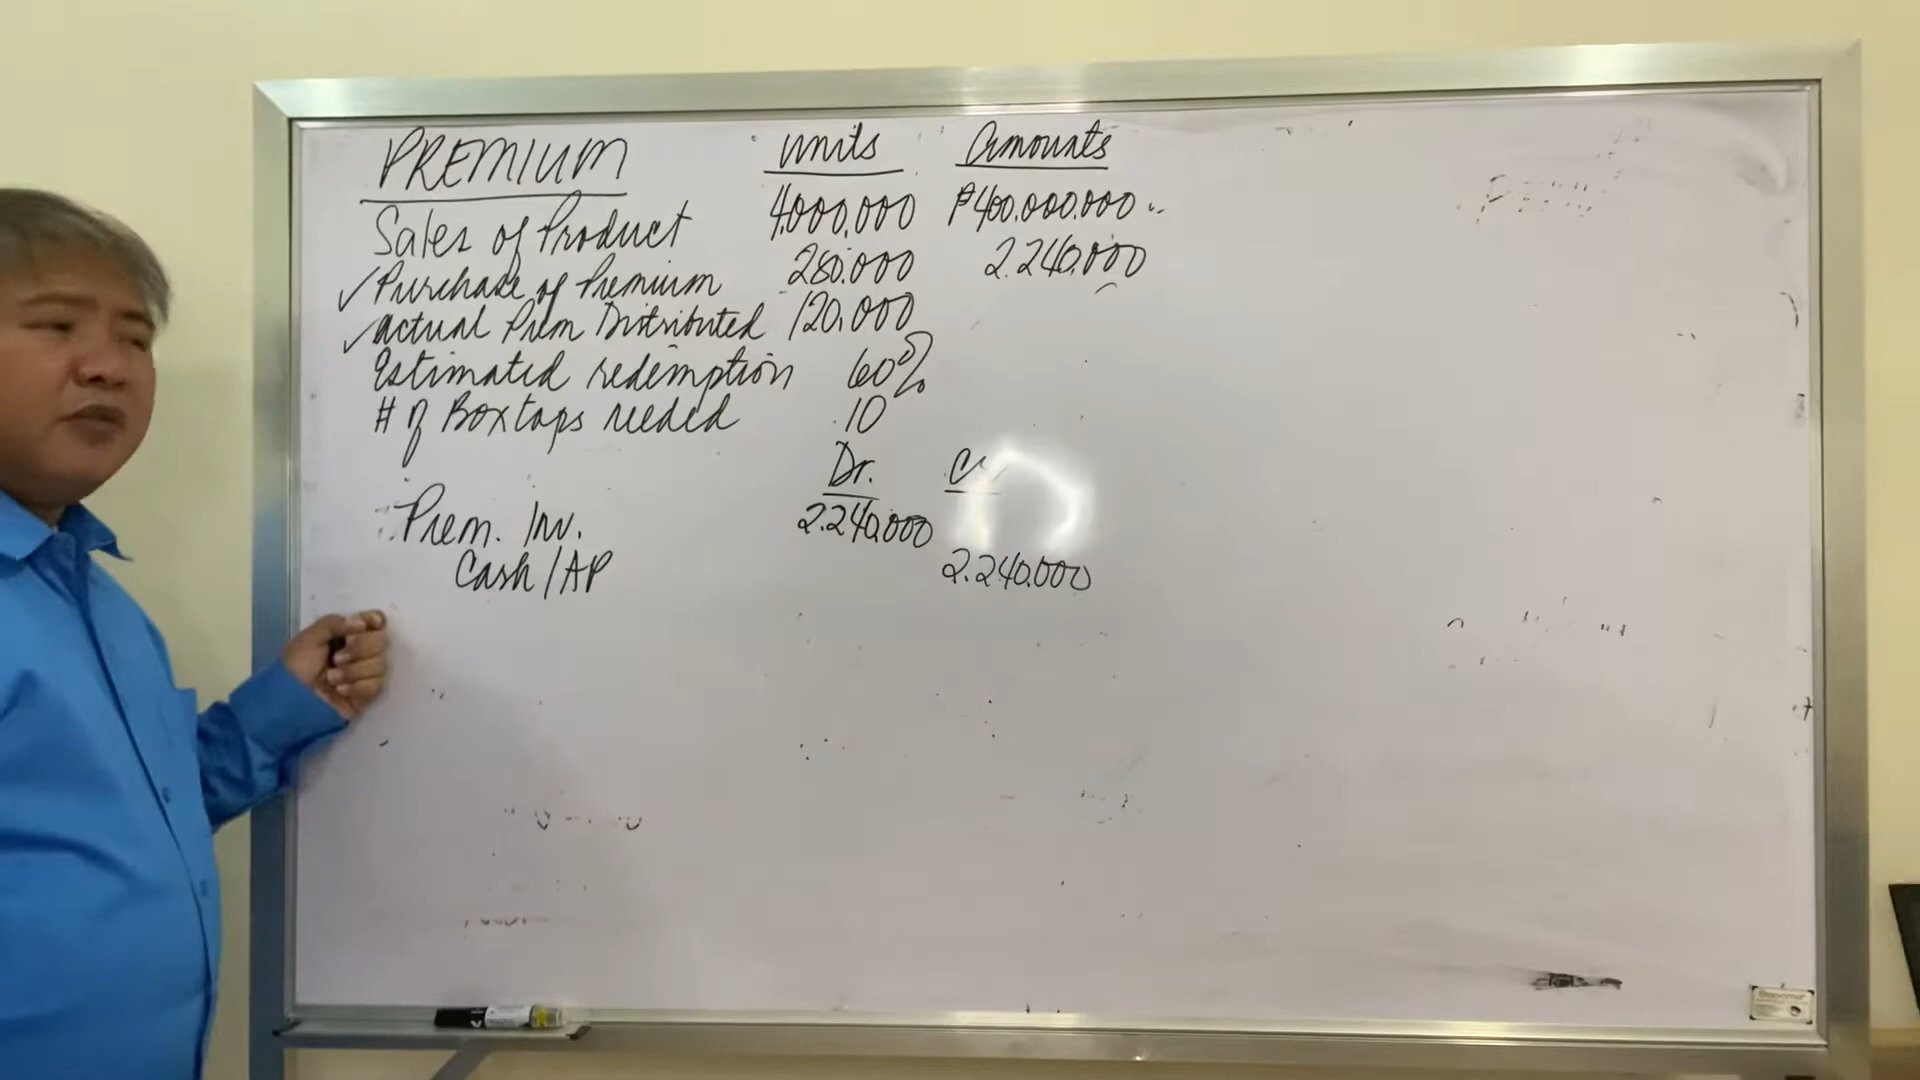 PREMIUM units Amounts
Sales of Product 4,000,000 ₱400.000.000
✓ Purchase of Premium 280.000 2.240,000
✓ actual Prem Distributed 120,000
Estimated redemption 60%
# of Boxtops needed 10
Dr. Cr.
Prem. Inv. 2.240,000
Cash/AP 2.240.000